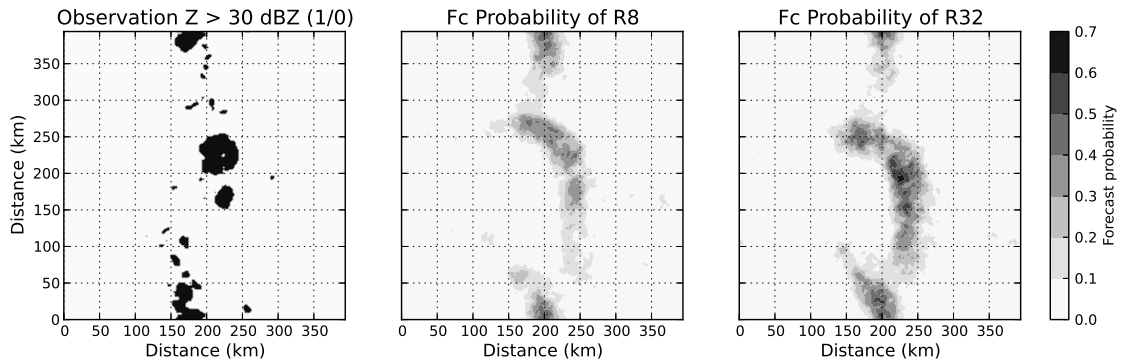 Observation Z > 30 dBZ (1/0)
Fc Probability of R8
Fc Probability of R32
350
300
250
200
150
100
50
0
Distance (km)
0 50 100 150 200 250 300 350
Distance (km)
0 50 100 150 200 250 300 350
Distance (km)
0 50 100 150 200 250 300 350
Distance (km)
0.7
0.6
0.5
0.4
0.3
0.2
0.1
0.0
Forecast probability